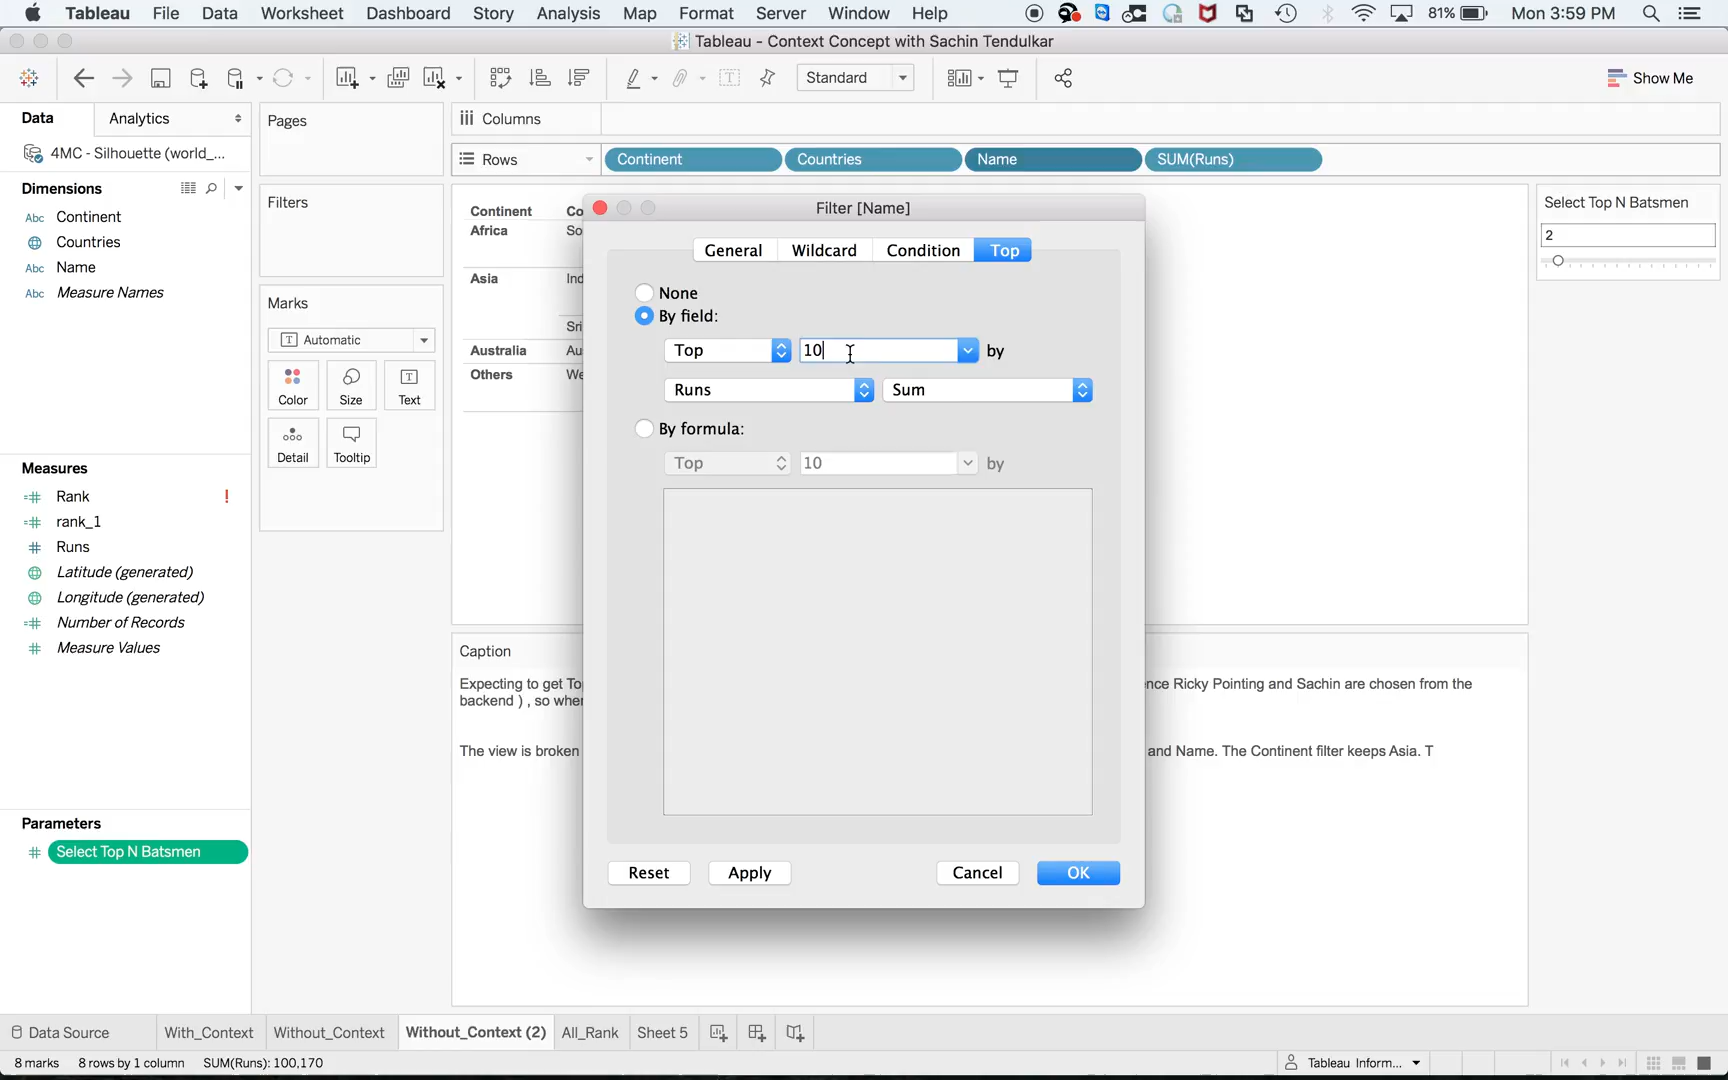 Tableau File Data Worksheet Dashboard Story Analysis Map Format Server Window Help 81% Mon 3:59 PM
Tableau - Context Concept with Sachin Tendulkar
Standard
Show Me
Data Analytics
4MC - Silhouette (world_...
Dimensions
Abc Continent
Countries
Abc Name
Abc Measure Names
Measures
Rank !
rank_1
Runs
Latitude (generated)
Longitude (generated)
Number of Records
Measure Values
Parameters
Select Top N Batsmen
Pages
Filters
Marks
Automatic
Color Size Text
Detail Tooltip
Columns
Rows Continent Countries Name SUM(Runs)
Continent Co
Africa So
Asia Ind
Sri
Australia Au
Others We
Filter [Name]
General Wildcard Condition Top
None
By field:
Top 10 by
Runs Sum
By formula:
Top 10 by
Reset Apply Cancel OK
Select Top N Batsmen
2
Caption
Expecting to get To ence Ricky Pointing and Sachin are chosen from the
backend ) , so whe
The view is broken and Name. The Continent filter keeps Asia. T
Data Source With_Context Without_Context Without_Context (2) All_Rank Sheet 5
8 marks 8 rows by 1 column SUM(Runs): 100,170 Tableau Inform...